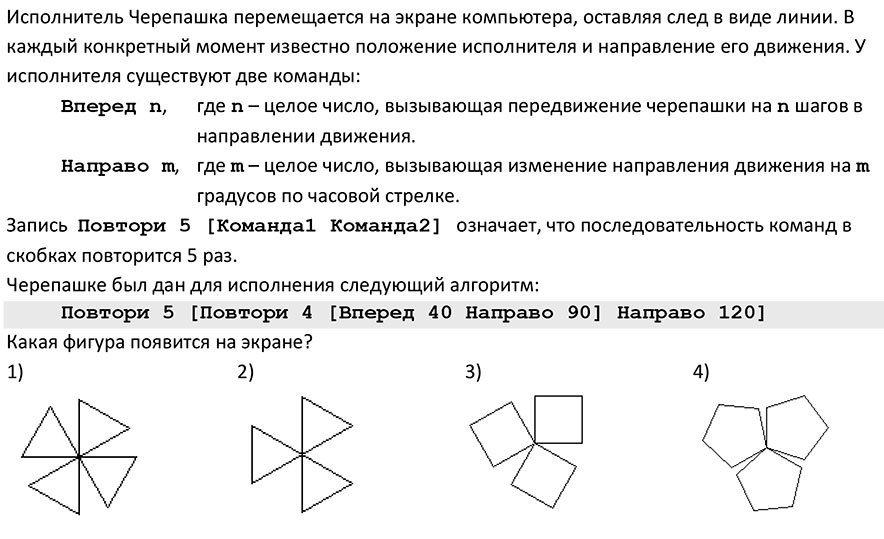 Исполнитель Черепашка перемещается на экране компьютера, оставляя след в виде линии. В
каждый конкретный момент известно положение исполнителя и направление его движения. У
исполнителя существуют две команды:
Вперед n, где n – целое число, вызывающая передвижение черепашки на n шагов в
направлении движения.
Направо m, где m – целое число, вызывающая изменение направления движения на m
градусов по часовой стрелке.
Запись Повтори 5 [Команда1 Команда2] означает, что последовательность команд в
скобках повторится 5 раз.
Черепашке был дан для исполнения следующий алгоритм:
Повтори 5 [Повтори 4 [Вперед 40 Направо 90] Направо 120]
Какая фигура появится на экране?
1) 2) 3) 4)